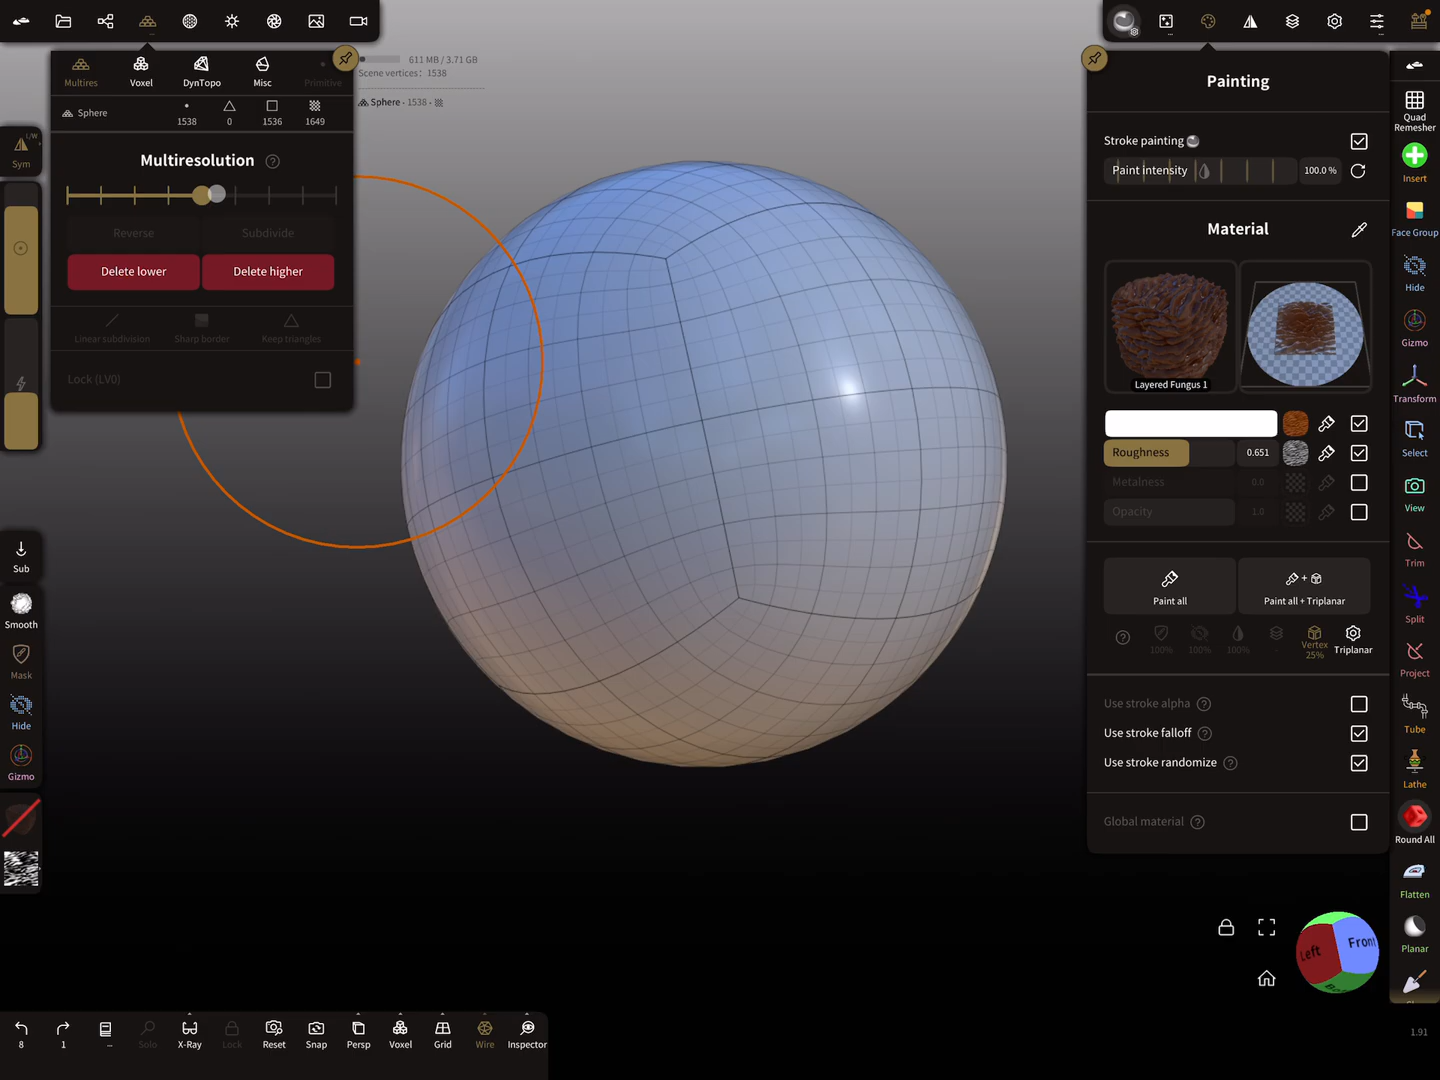 Multires
Voxel
DynTopo
Misc
Primitive
611 MB / 3.71 GB
Scene vertices: 1538
Sphere · 1538 ·
Sphere
1538
0
1536
1649
Multiresolution
?
Reverse
Subdivide
Delete lower
Delete higher
Linear subdivision
Sharp border
Keep triangles
Lock (LV0)
L/W
Sym
Sub
Smooth
Mask
Hide
Gizmo
Painting
Stroke painting
Paint intensity
100.0 %
Material
Layered Fungus 1
Roughness
0.651
Metalness
0.0
Opacity
1.0
Paint all
+
Paint all + Triplanar
?
100%
100%
100%
Vertex
25%
Triplanar
Use stroke alpha ?
Use stroke falloff ?
Use stroke randomize ?
Global material ?
Quad
Remesher
Insert
Face Group
Hide
Gizmo
Transform
Select
View
Trim
Split
Project
Tube
Lathe
Round All
Flatten
Planar
Left
Front
8
1
...
Solo
X-Ray
Lock
Reset
Snap
Persp
Voxel
Grid
Wire
Inspector
1.91